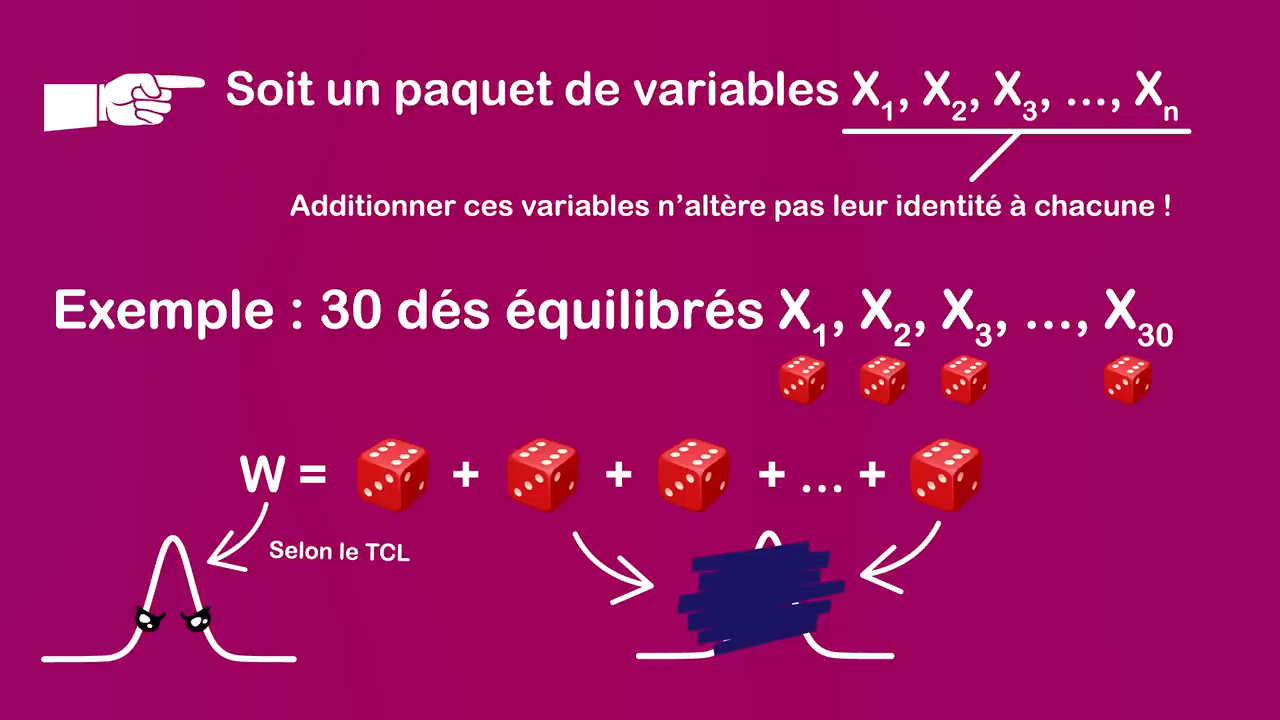 Soit un paquet de variables X₁, X₂, X₃, ..., Xₙ
Additionner ces variables n’altère pas leur identité à chacune !
Exemple : 30 dés équilibrés X₁, X₂, X₃, ..., X₃₀
W = + + + ... +
Selon le TCL